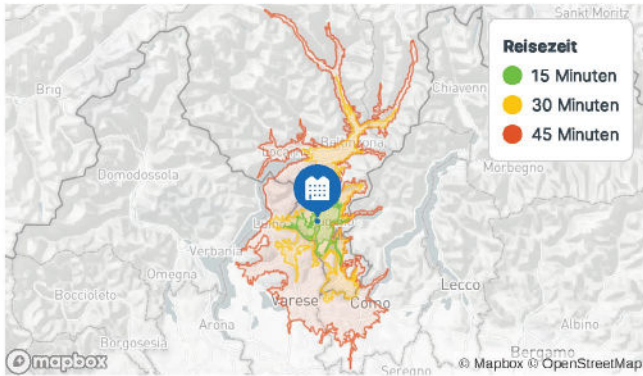 Sankt Moritz
Reisezeit
15 Minuten
30 Minuten
45 Minuten
Brig
Chiavenn
Domodossola
Morbegno
Verbania
Omegna
Lecco
Boccioleto
Varese
Como
Arona
Albino
Borgosesia
Seregno
Bergamo
mapbox
© Mapbox © OpenStreetMap